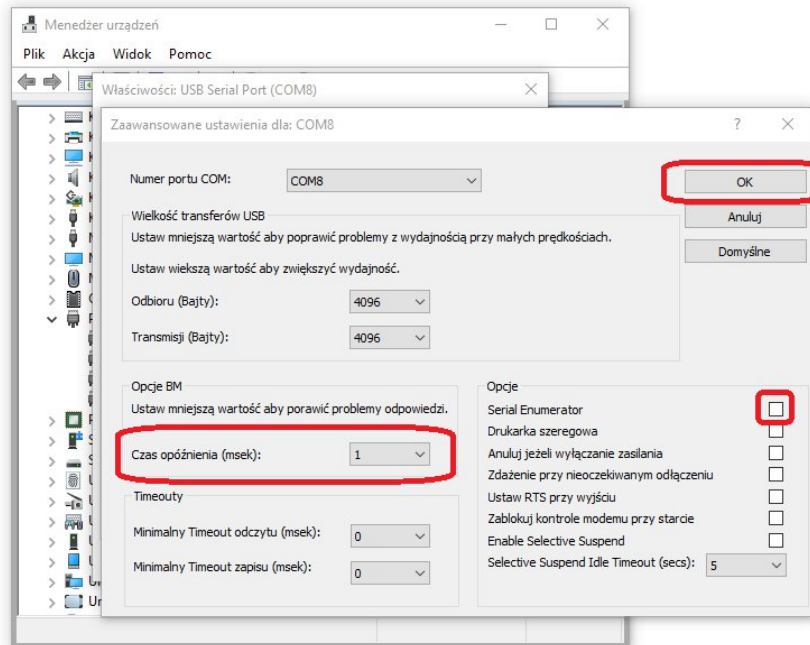 Menedżer urządzeń
Plik Akcja Widok Pomoc
Właściwości: USB Serial Port (COM8)
Zaawansowane ustawienia dla: COM8
Numer portu COM: COM8
OK
Anuluj
Domyślne
Wielkość transferów USB
Ustaw mniejszą wartość aby poprawić problemy z wydajnością przy małych prędkościach.
Ustaw wiekszą wartość aby zwiększyć wydajność.
Odbioru (Bajty): 4096
Transmisji (Bajty): 4096
Opcje BM
Ustaw mniejszą wartość aby porawić problemy odpowiedzi.
Czas opóźnienia (msek): 1
Timeouty
Minimalny Timeout odczytu (msek): 0
Minimalny Timeout zapisu (msek): 0
Opcje
Serial Enumerator
Drukarka szeregowa
Anuluj jeżeli wyłączanie zasilania
Zdażenie przy nieoczekiwanym odłączeniu
Ustaw RTS przy wyjściu
Zablokuj kontrole modemu przy starcie
Enable Selective Suspend
Selective Suspend Idle Timeout (secs): 5